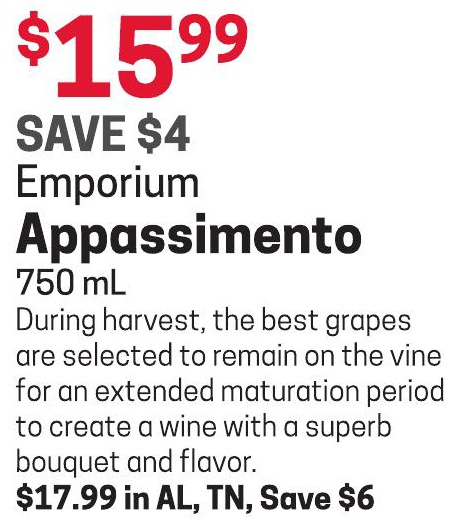 $15.99
SAVE $4
Emporium
Appassimento
750 mL
During harvest, the best grapes
are selected to remain on the vine
for an extended maturation period
to create a wine with a superb
bouquet and flavor.
$17.99 in AL, TN, Save $6